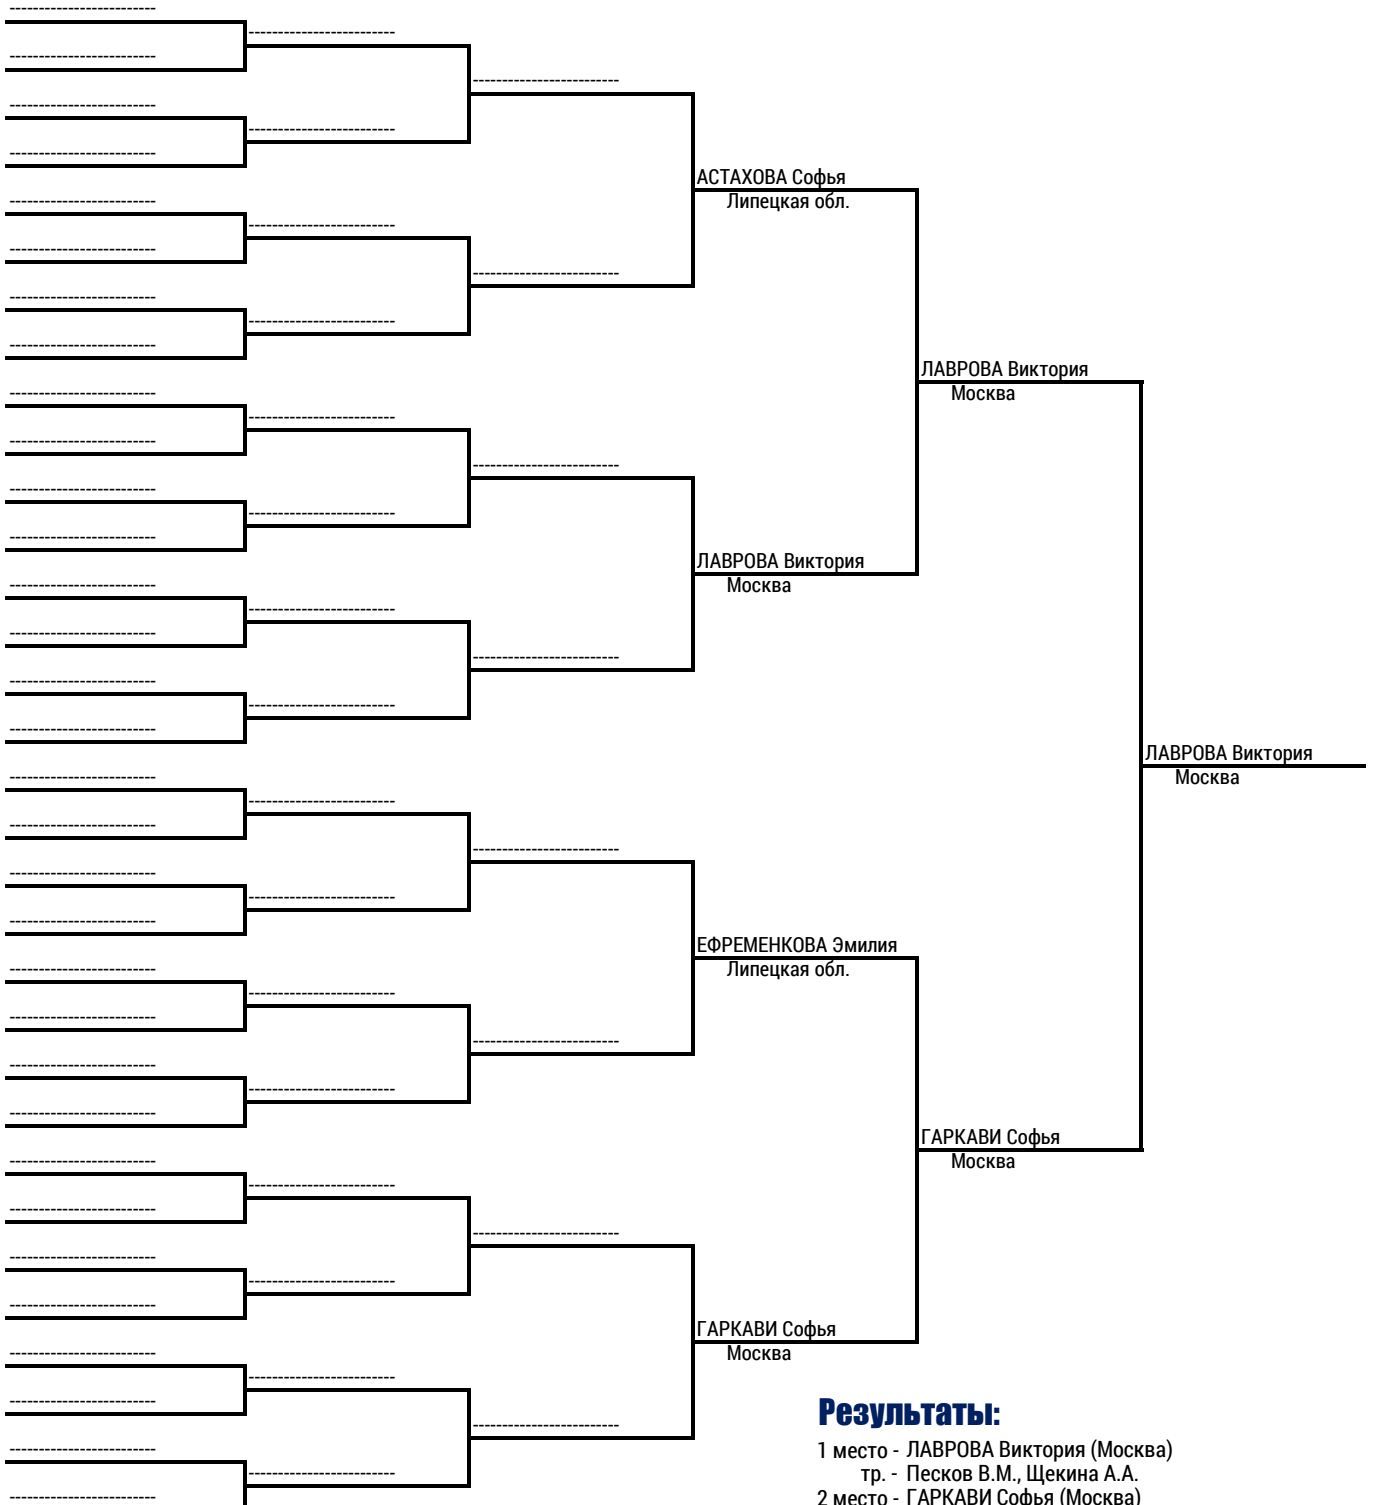 АСТАХОВА Софья
Липецкая обл.
ЛАВРОВА Виктория
Москва
ЛАВРОВА Виктория
Москва
ЛАВРОВА Виктория
Москва
ЕФРЕМЕНКОВА Эмилия
Липецкая обл.
ГАРКАВИ Софья
Москва
ГАРКАВИ Софья
Москва
Результаты:
1 место - ЛАВРОВА Виктория (Москва)
тр. - Песков В.М., Щекина А.А.
2 место - ГАРКАВИ Софья (Москва)